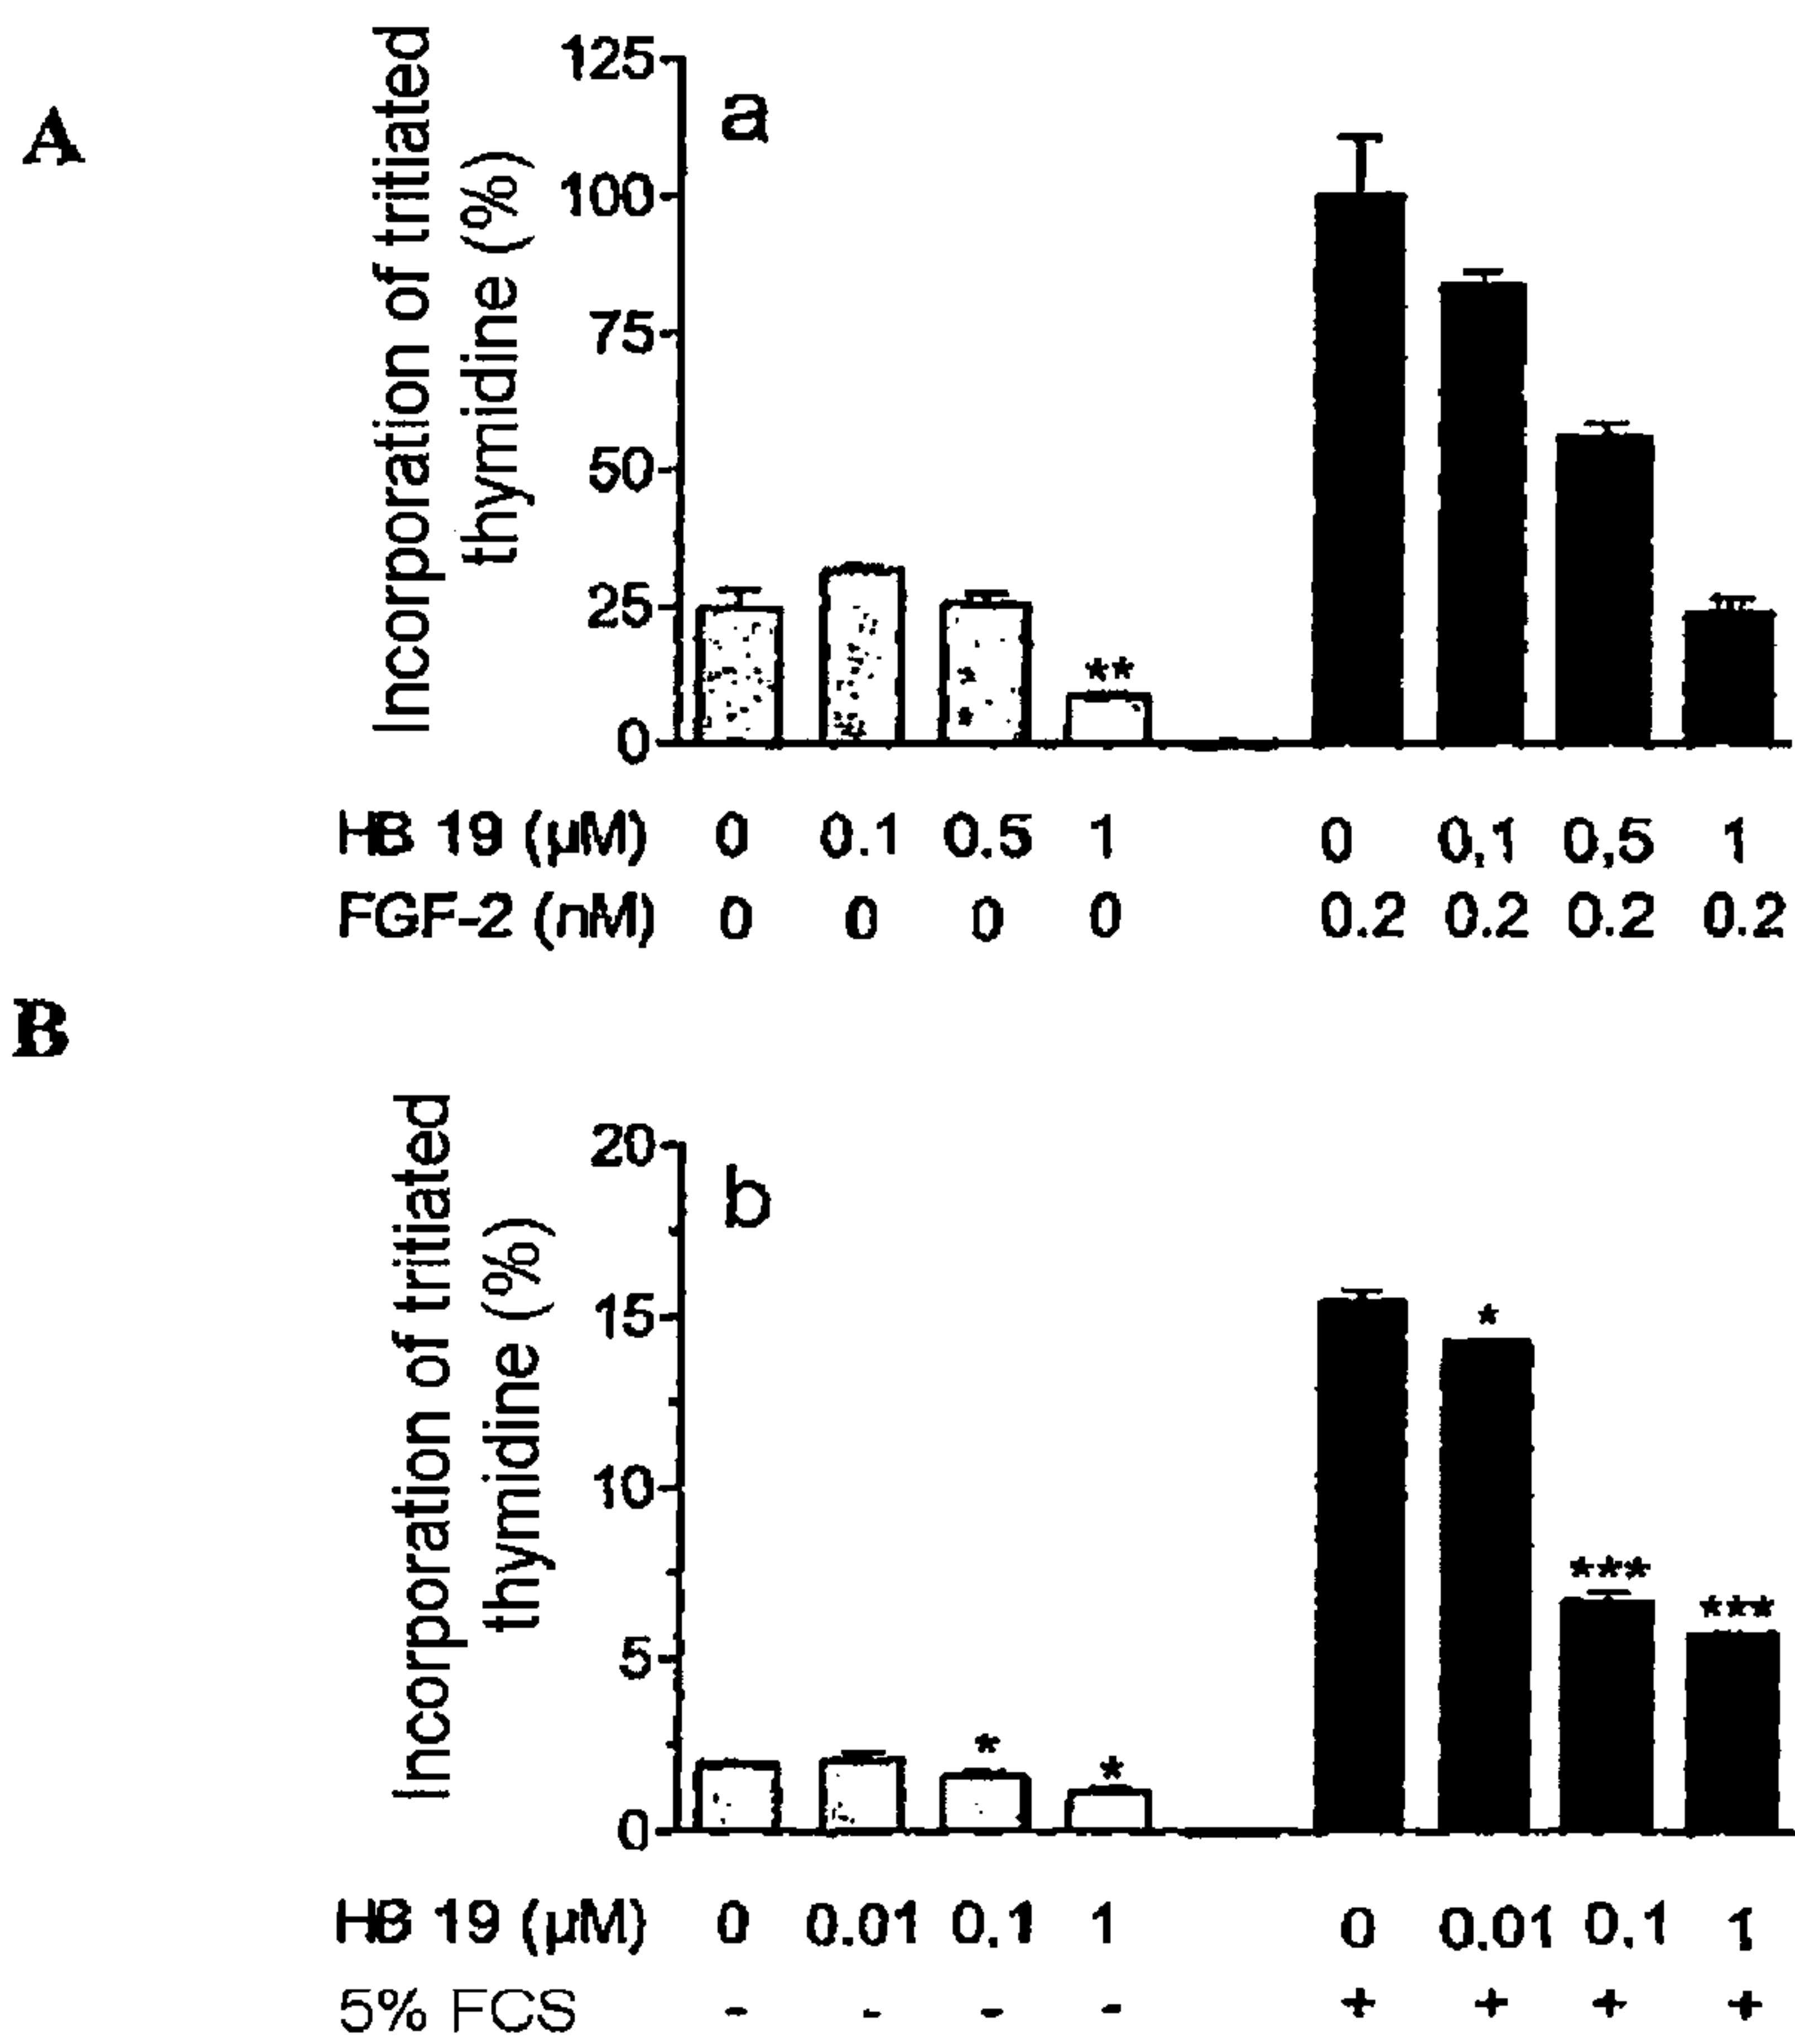 A
a
Incorporation of tritiated
thymidine (%)
125
100
75
50
25
0
**
HB 19 (µM) 0 0.1 0.5 1 0 0,1 0,5 1
FGF-2 (nM) 0 0 0 0 0.2 0.2 0.2 0.2
B
b
Incorporation of tritiated
thymidine (%)
20
15
10
5
0
* * * *** ***
HB 19 (µM) 0 0.01 0.1 1 0 0.01 0.1 1
5% FCS - - - - + + + +